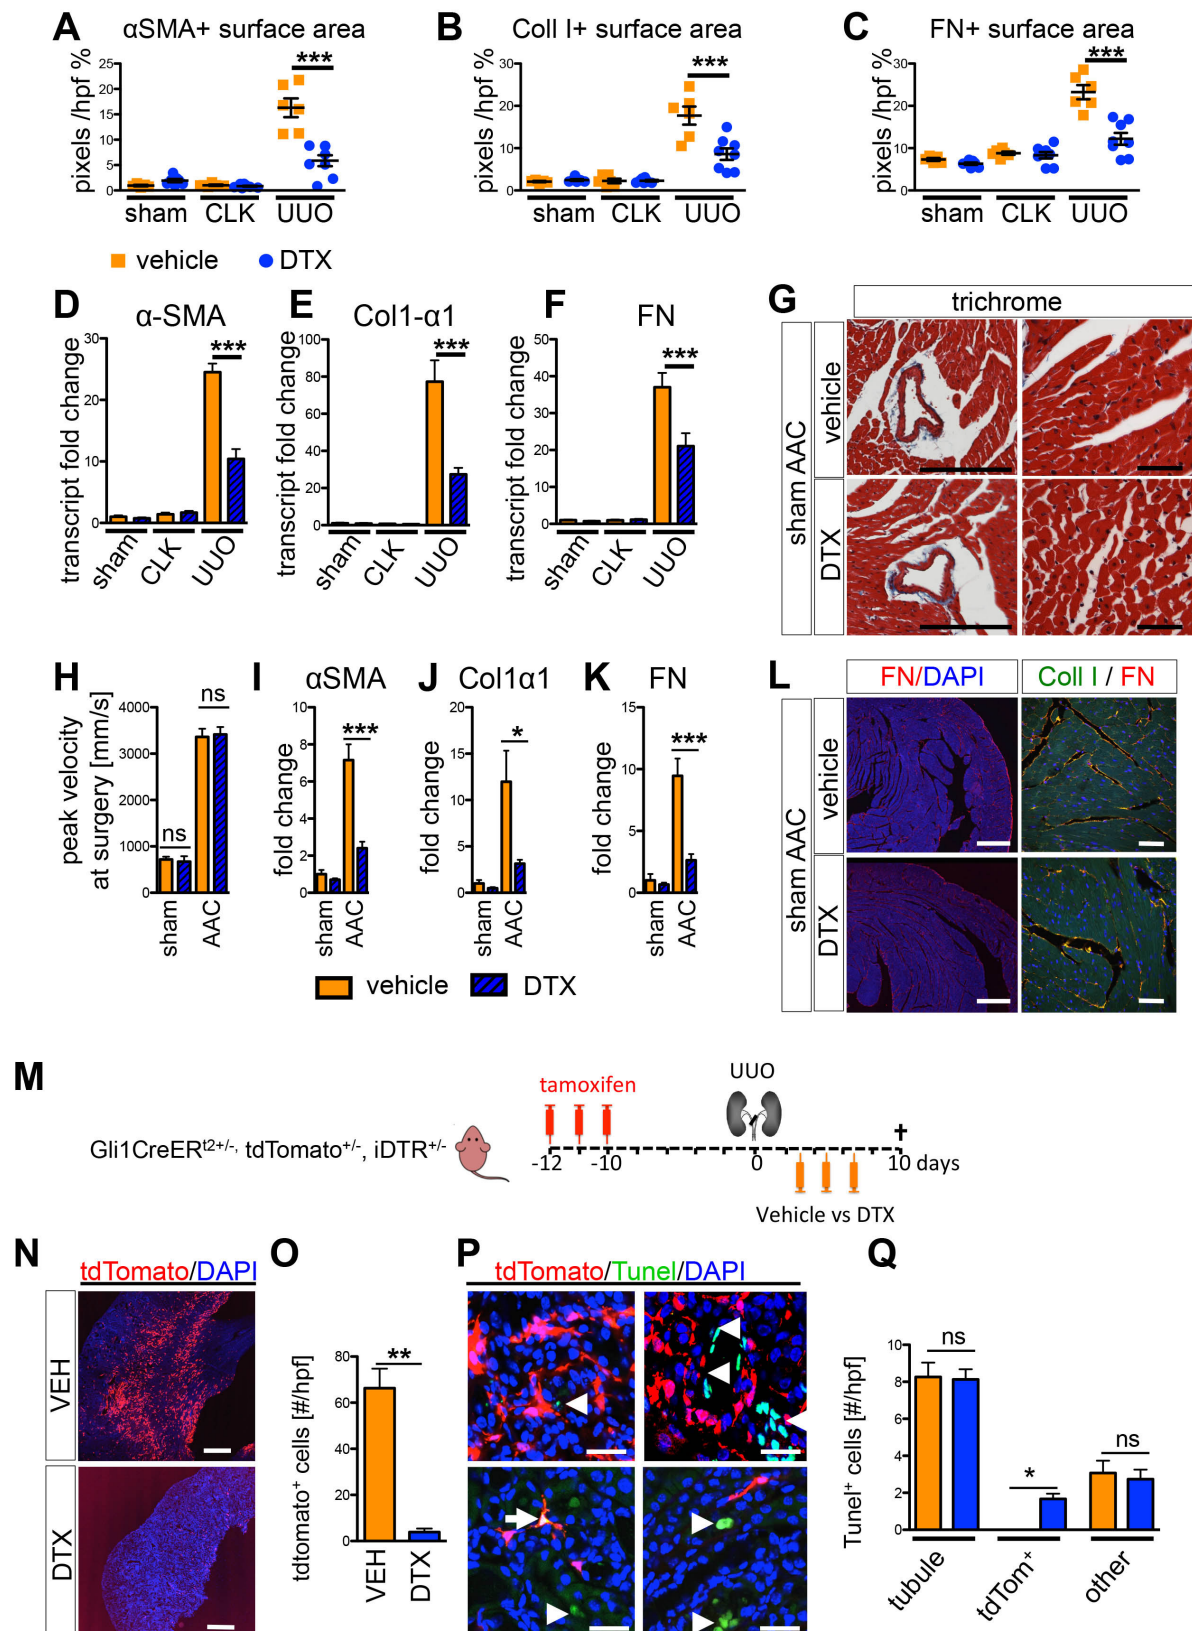 A αSMA+ surface area
B Coll I+ surface area
C FN+ surface area
pixels /hpf %
25
20
15
10
5
0
***
sham CLK UUO
pixels /hpf %
30
20
10
0
***
sham CLK UUO
pixels /hpf %
30
20
10
0
***
sham CLK UUO
vehicle DTX
D α-SMA
transcript fold change
30
20
10
0
***
sham CLK UUO
E Col1-α1
transcript fold change
100
80
60
40
20
0
***
sham CLK UUO
F FN
transcript fold change
50
40
30
20
10
0
***
sham CLK UUO
G trichrome
sham AAC
vehicle
DTX
H
peak velocity
at surgery [mm/s]
4000
3000
2000
1000
0
ns
ns
sham AAC
I αSMA
fold change
10
8
6
4
2
0
***
sham AAC
J Col1α1
fold change
20
15
10
5
0
*
sham AAC
K FN
fold change
15
10
5
0
***
sham AAC
vehicle DTX
L FN/DAPI Coll I / FN
sham AAC
vehicle
DTX
M
Gli1CreERt2+/-, tdTomato+/-, iDTR+/-
tamoxifen
UUO
-12 -10 0 10 days
Vehicle vs DTX
N tdTomato/DAPI
VEH
DTX
O
tdtomato+ cells [#/hpf]
80
60
40
20
0
**
VEH DTX
P tdTomato/Tunel/DAPI
Q
Tunel+ cells [#/hpf]
10
8
6
4
2
0
ns
*
ns
tubule tdTom+ other